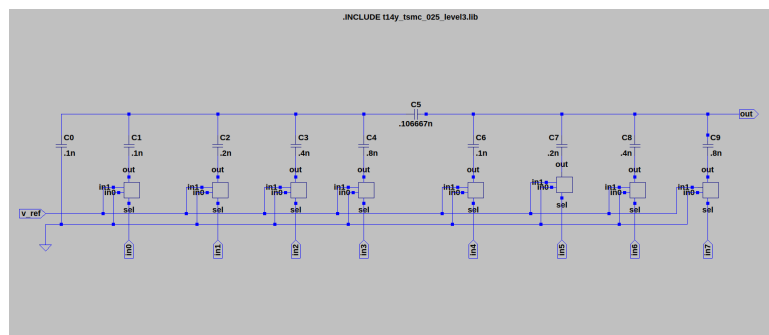 .INCLUDE t14y_tsmc_025_level3.lib
C5
.106667n
out
C0 C1 C2 C3 C4 C6 C7 C8 C9
.1n .1n .2n .4n .8n .1n .2n .4n .8n
out out out out out out out out
in1 in1 in1 in1 in1 in1 in1 in1
in0 in0 in0 in0 in0 in0 in0 in0
sel sel sel sel sel sel sel sel
v_ref
in0 in1 in2 in3 in4 in5 in6 in7